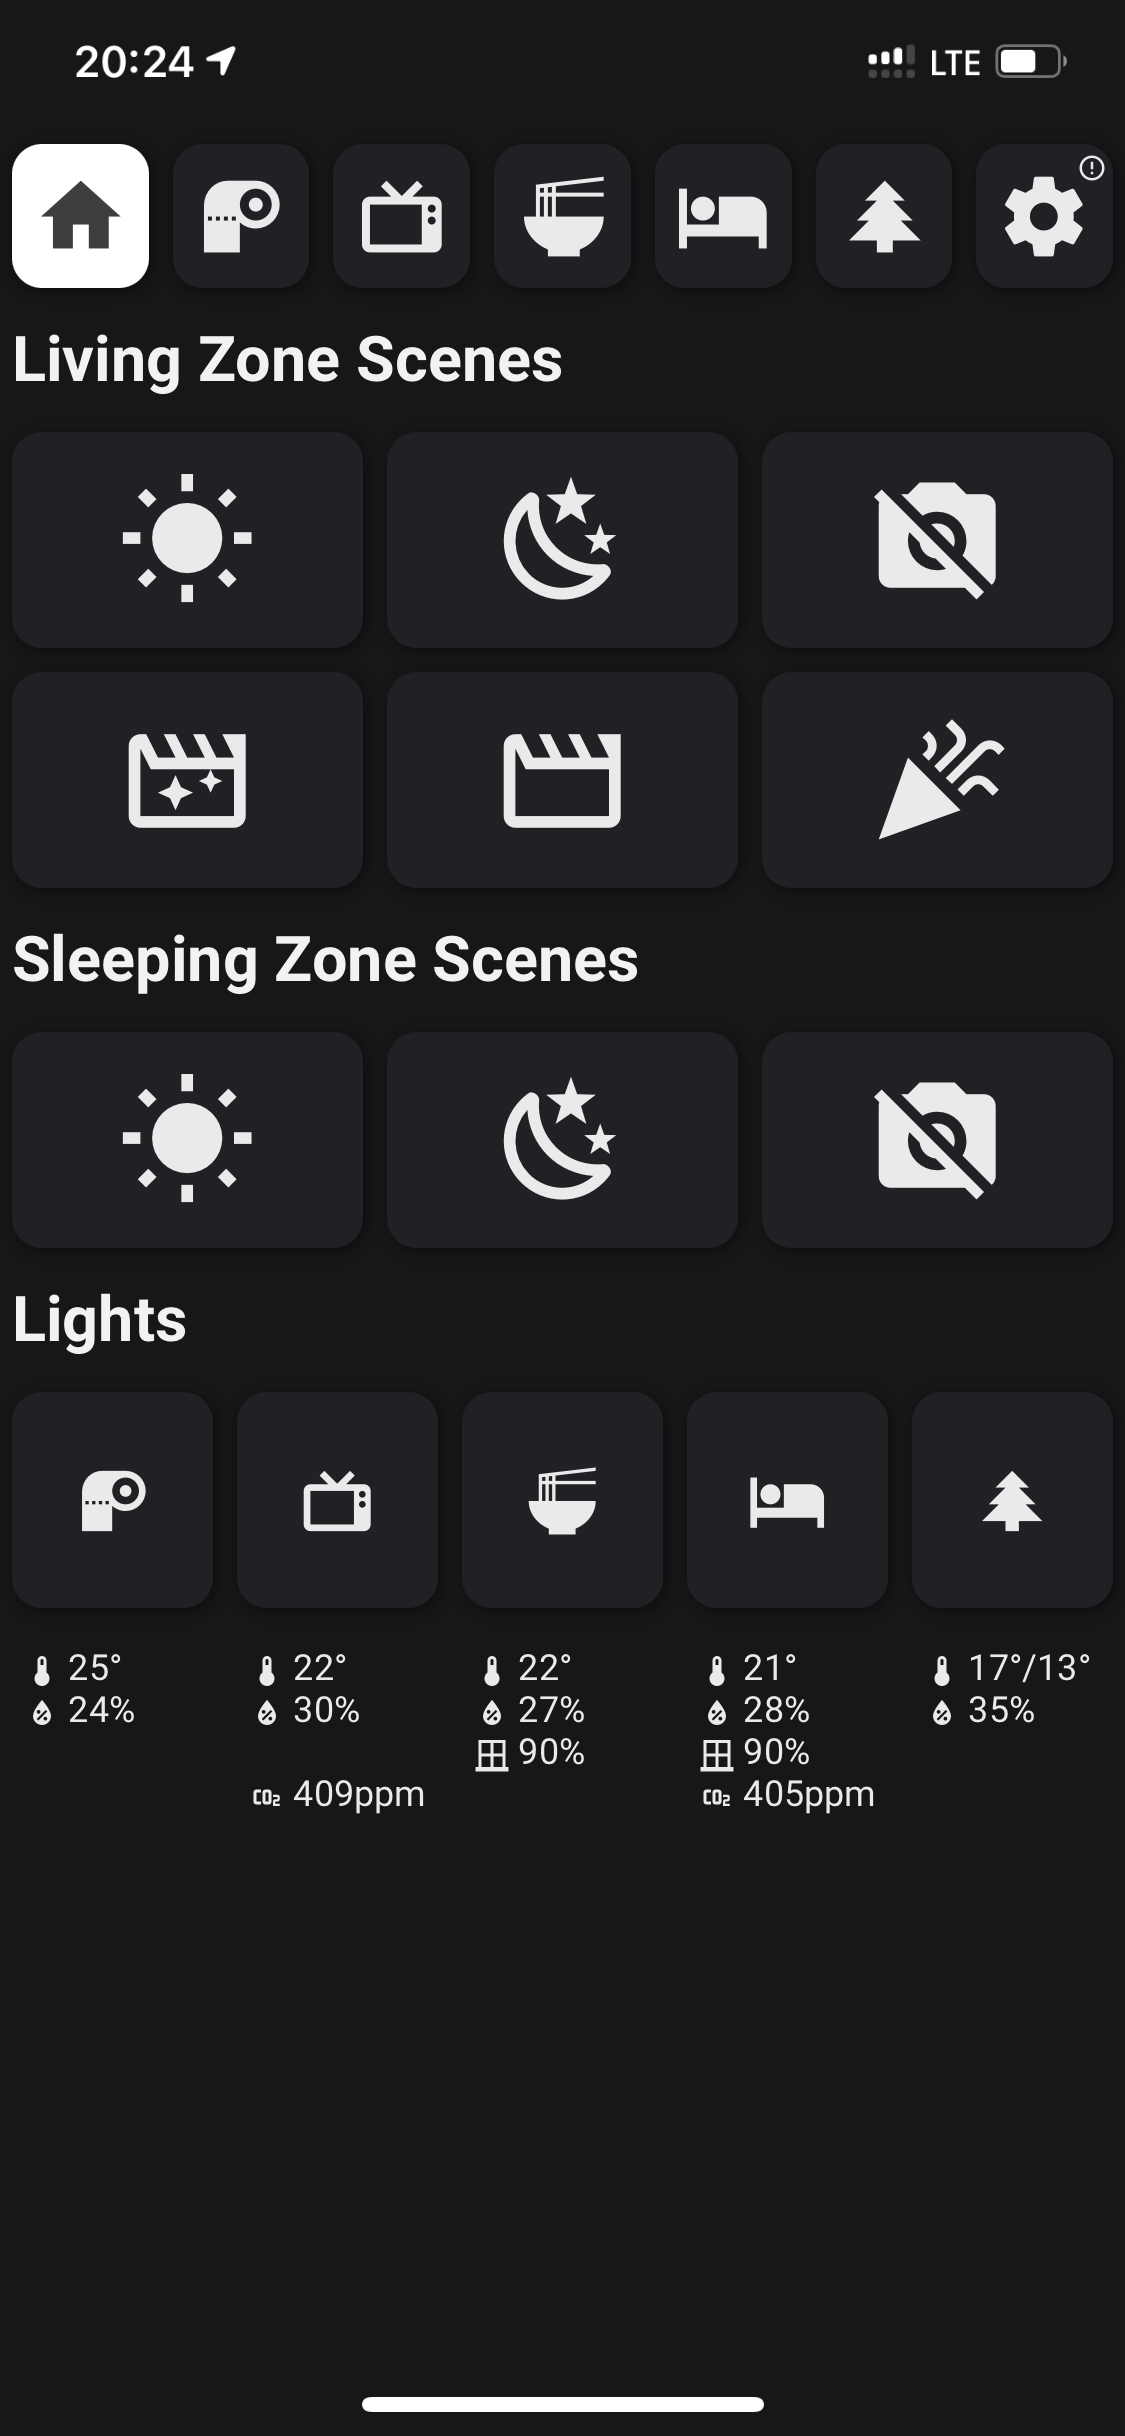 20:24 LTE
Living Zone Scenes
Sleeping Zone Scenes
Lights
25° 22° 22° 21° 17°/13°
24% 30% 27% 28% 35%
90% 90%
CO₂ 409ppm CO₂ 405ppm